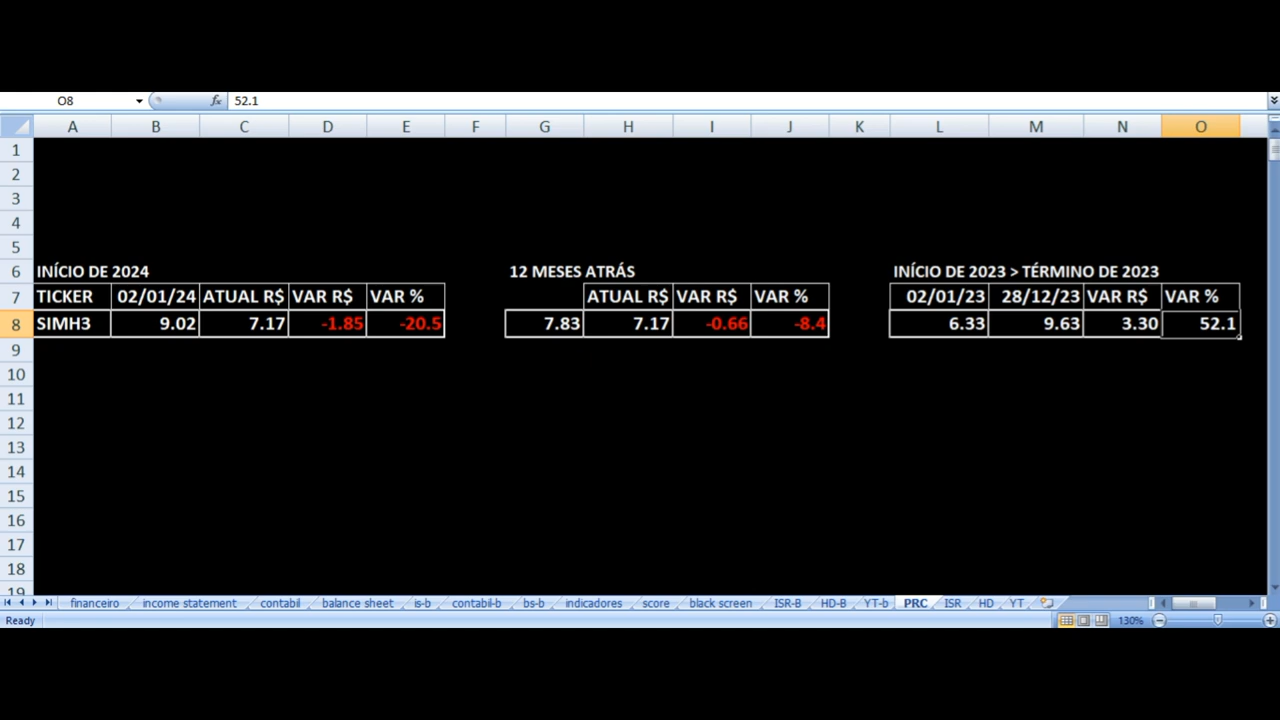 O8 fx 52.1
A B C D E F G H I J K L M N O
1
2
3
4
5
6 INÍCIO DE 2024 12 MESES ATRÁS INÍCIO DE 2023 > TÉRMINO DE 2023
7 TICKER 02/01/24 ATUAL R$ VAR R$ VAR % ATUAL R$ VAR R$ VAR % 02/01/23 28/12/23 VAR R$ VAR %
8 SIMH3 9.02 7.17 -1.85 -20.5 7.83 7.17 -0.66 -8.4 6.33 9.63 3.30 52.1
9
10
11
12
13
14
15
16
17
18
19
financeiro income statement contabil balance sheet is-b contabil-b bs-b indicadores score black screen ISR-B HD-B YT-b PRC ISR HD YT
Ready 130%